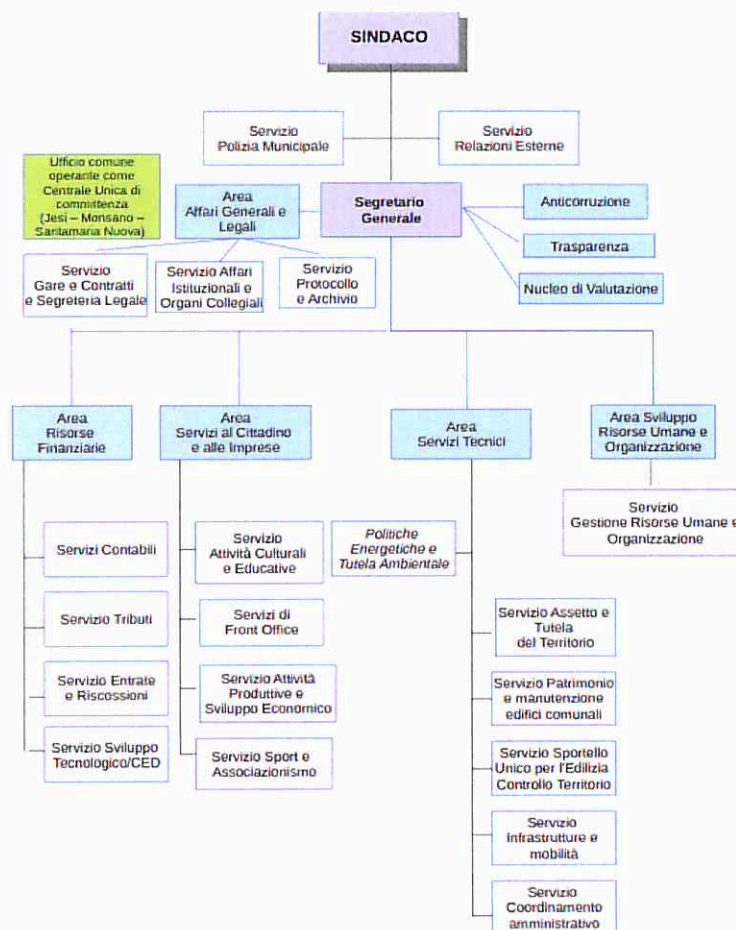 SINDACO
Servizio
Polizia Municipale
Servizio
Relazioni Esterne
Ufficio comune
operante come
Centrale Unica di
committenza
(Jesi – Monsano –
Santamaria Nuova)
Area
Affari Generali e
Legali
Segretario
Generale
Anticorruzione
Trasparenza
Nucleo di Valutazione
Servizio
Gare e Contratti
e Segreteria Legale
Servizio Affari
Istituzionali e
Organi Collegiali
Servizio
Protocollo
e Archivio
Area
Risorse
Finanziarie
Area
Servizi al Cittadino
e alle Imprese
Area
Servizi Tecnici
Area Sviluppo
Risorse Umane e
Organizzazione
Servizio
Gestione Risorse Umane e
Organizzazione
Servizi Contabili
Servizio Tributi
Servizio Entrate
e Riscossioni
Servizio Sviluppo
Tecnologico/CED
Servizio
Attività Culturali
e Educative
Servizi di
Front Office
Servizio Attività
Produttive e
Sviluppo Economico
Servizio Sport e
Associazionismo
Politiche
Energetiche e
Tutela Ambientale
Servizio Assetto e
Tutela
del Territorio
Servizio Patrimonio
e manutenzione
edifici comunali
Servizio Sportello
Unico per l'Edilizia
Controllo Territorio
Servizio
Infrastrutture e
mobilità
Servizio
Coordinamento
amministrativo